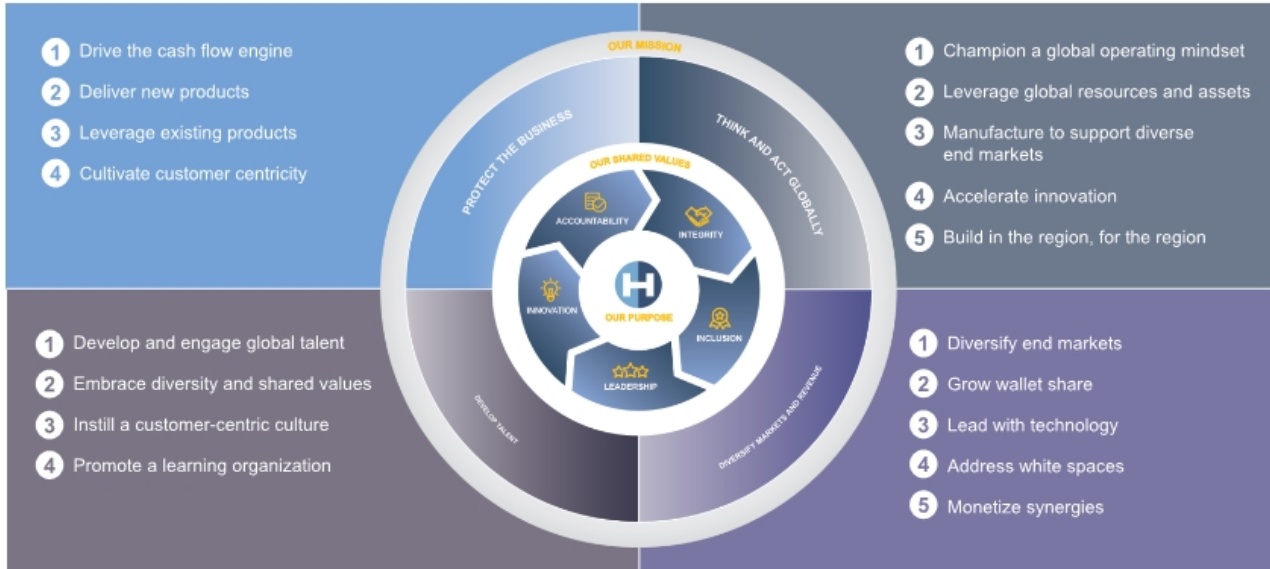 OUR MISSION
1 Drive the cash flow engine
2 Deliver new products
3 Leverage existing products
4 Cultivate customer centricity
PROTECT THE BUSINESS
THINK AND ACT GLOBALLY
1 Champion a global operating mindset
2 Leverage global resources and assets
3 Manufacture to support diverse
end markets
4 Accelerate innovation
5 Build in the region, for the region
OUR SHARED VALUES
ACCOUNTABILITY
INTEGRITY
INNOVATION
H
OUR PURPOSE
INCLUSION
LEADERSHIP
1 Develop and engage global talent
2 Embrace diversity and shared values
3 Instill a customer-centric culture
4 Promote a learning organization
DEVELOP TALENT
DIVERSIFY MARKETS AND REVENUE
1 Diversify end markets
2 Grow wallet share
3 Lead with technology
4 Address white spaces
5 Monetize synergies